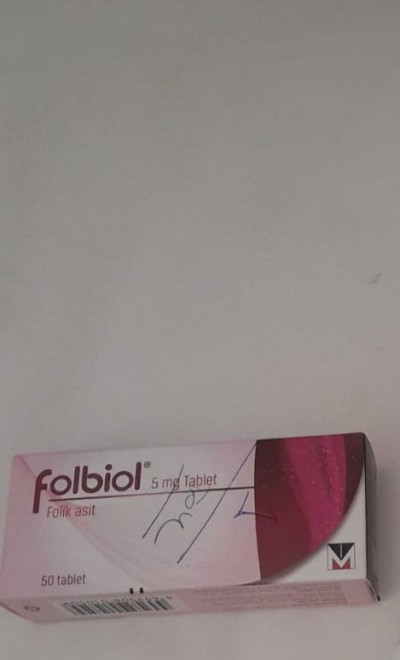 folbiol® 5 mg Tablet
Folik asit
50 tablet